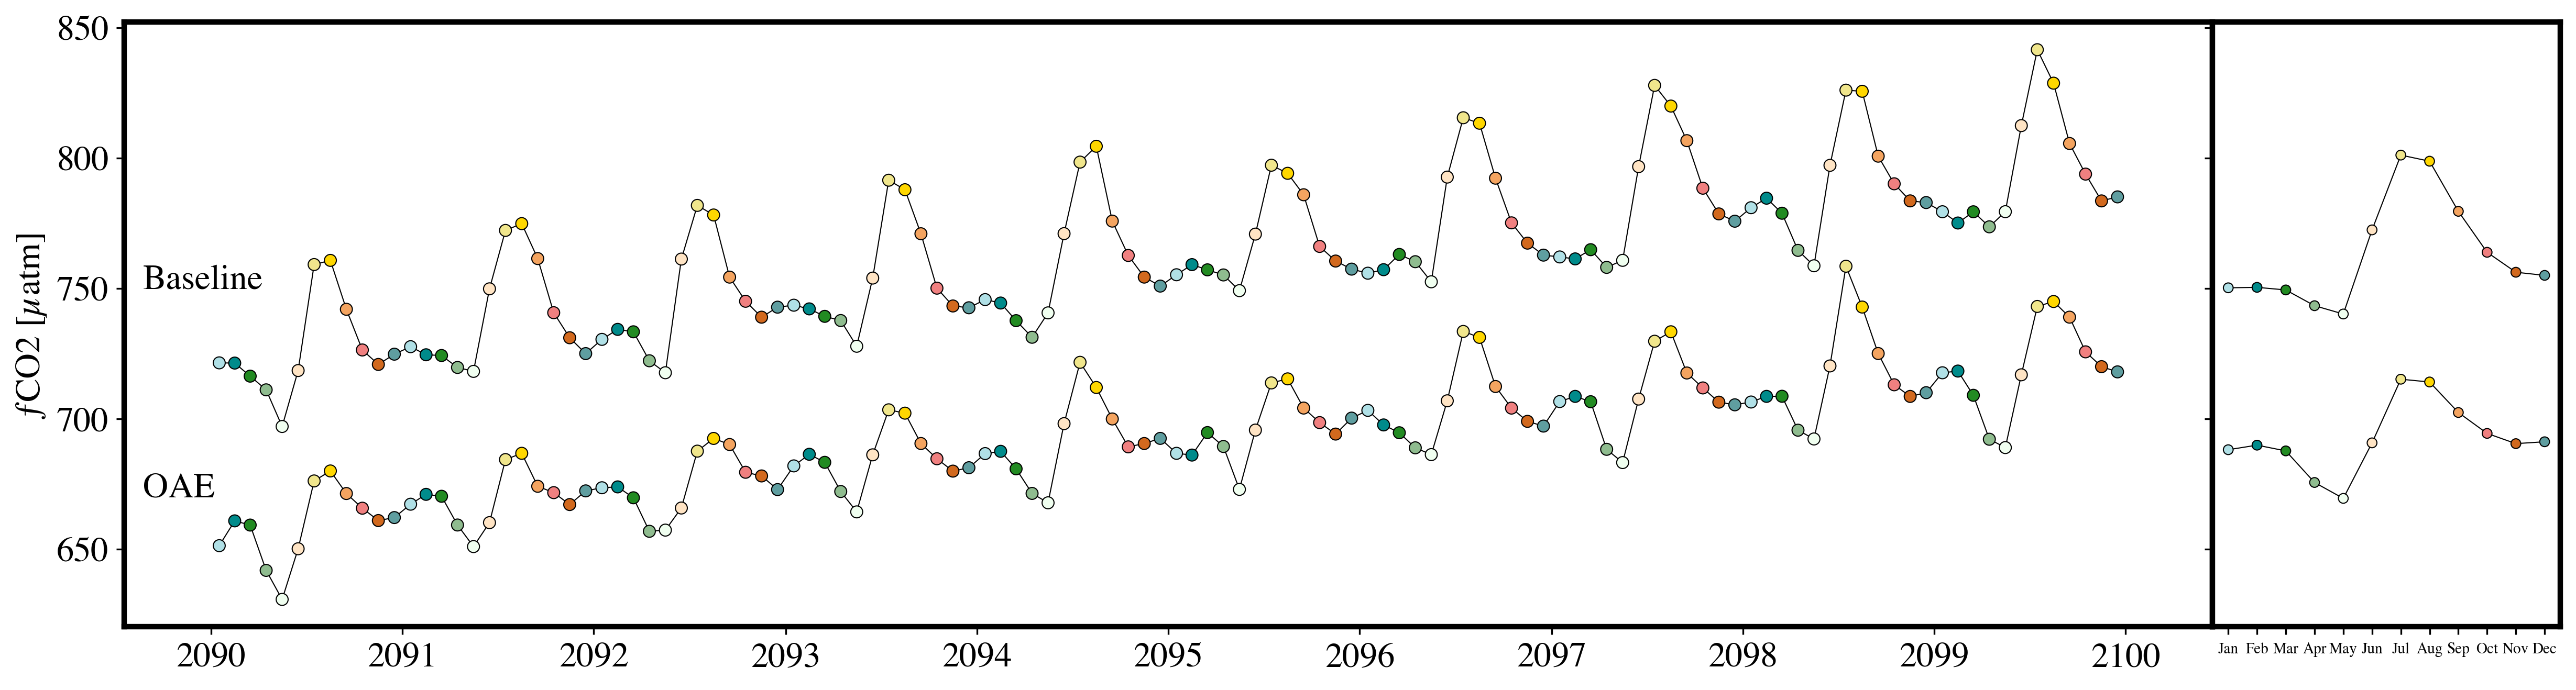 850
800
750
700
650
fCO2 [μatm]
Baseline
OAE
2090 2091 2092 2093 2094 2095 2096 2097 2098 2099 2100
Jan Feb Mar Apr May Jun Jul Aug Sep Oct Nov Dec